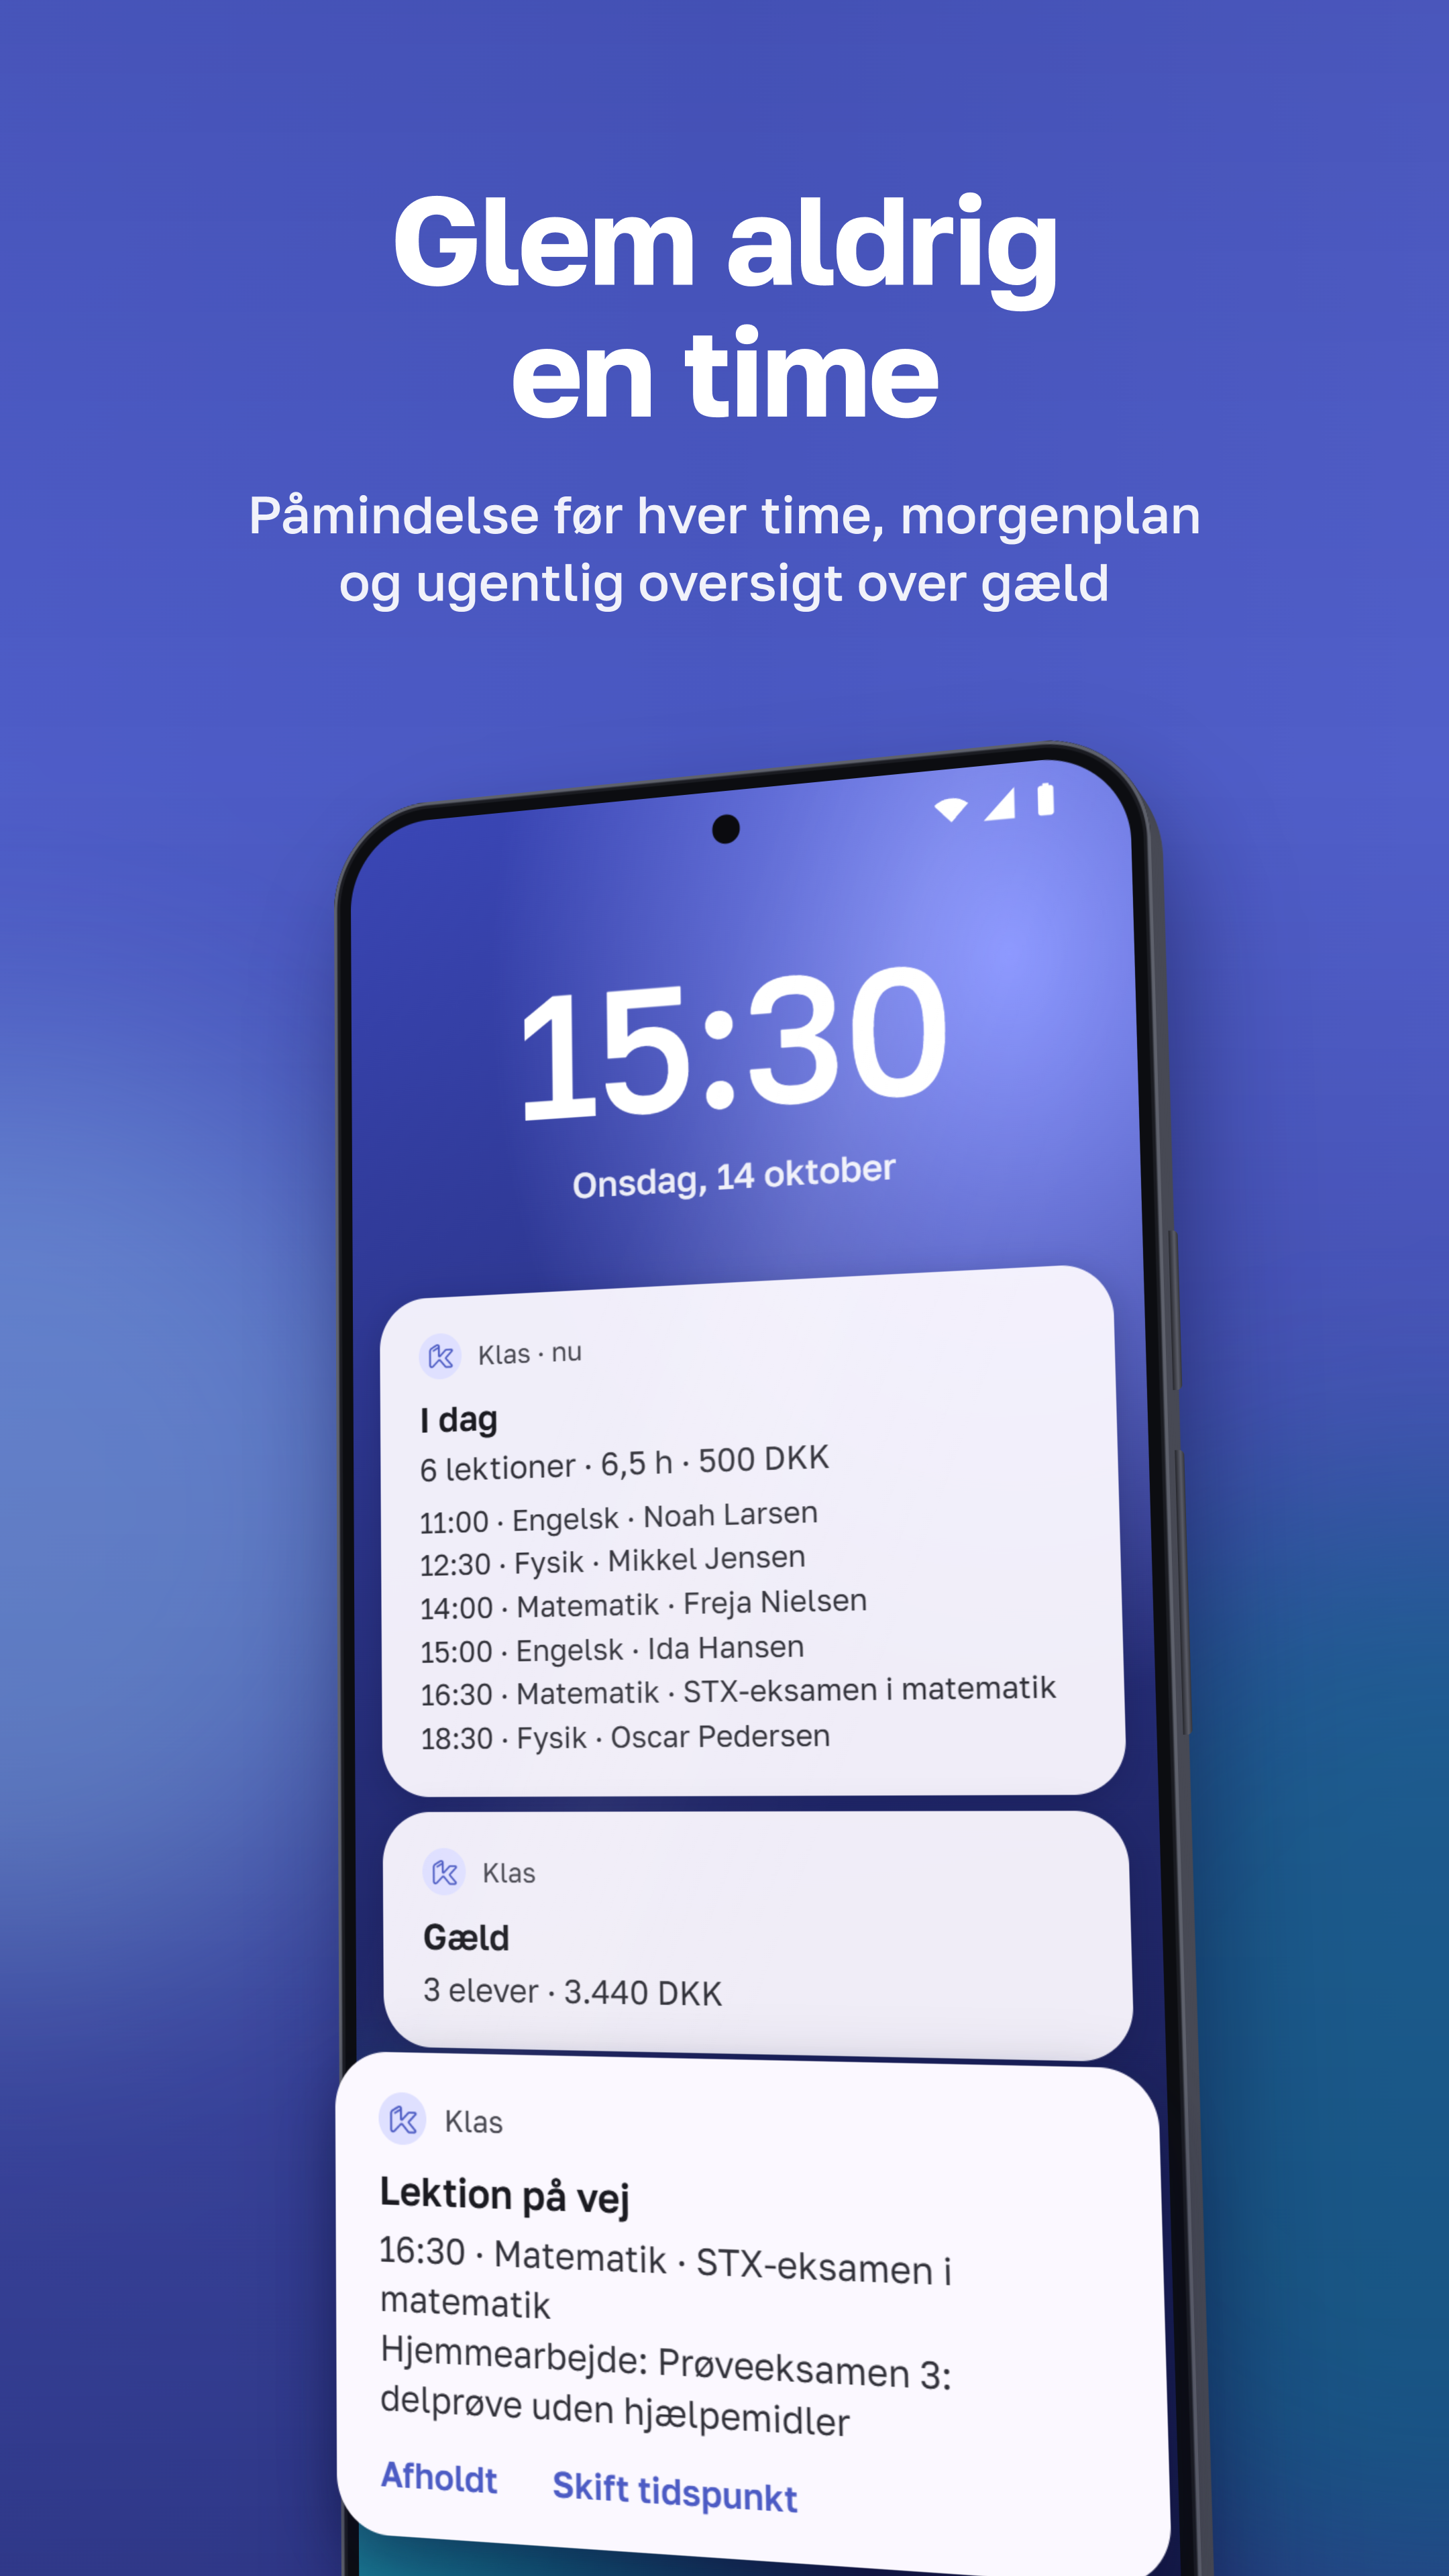 Glem aldrig
en time
Påmindelse før hver time, morgenplan
og ugentlig oversigt over gæld
15:30
Onsdag, 14 oktober
Klas · nu
I dag
6 lektioner · 6,5 h · 500 DKK
11:00 · Engelsk · Noah Larsen
12:30 · Fysik · Mikkel Jensen
14:00 · Matematik · Freja Nielsen
15:00 · Engelsk · Ida Hansen
16:30 · Matematik · STX-eksamen i matematik
18:30 · Fysik · Oscar Pedersen
Klas
Gæld
3 elever · 3.440 DKK
Klas
Lektion på vej
16:30 · Matematik · STX-eksamen i
matematik
Hjemmearbejde: Prøveeksamen 3:
delprøve uden hjælpemidler
Afholdt Skift tidspunkt